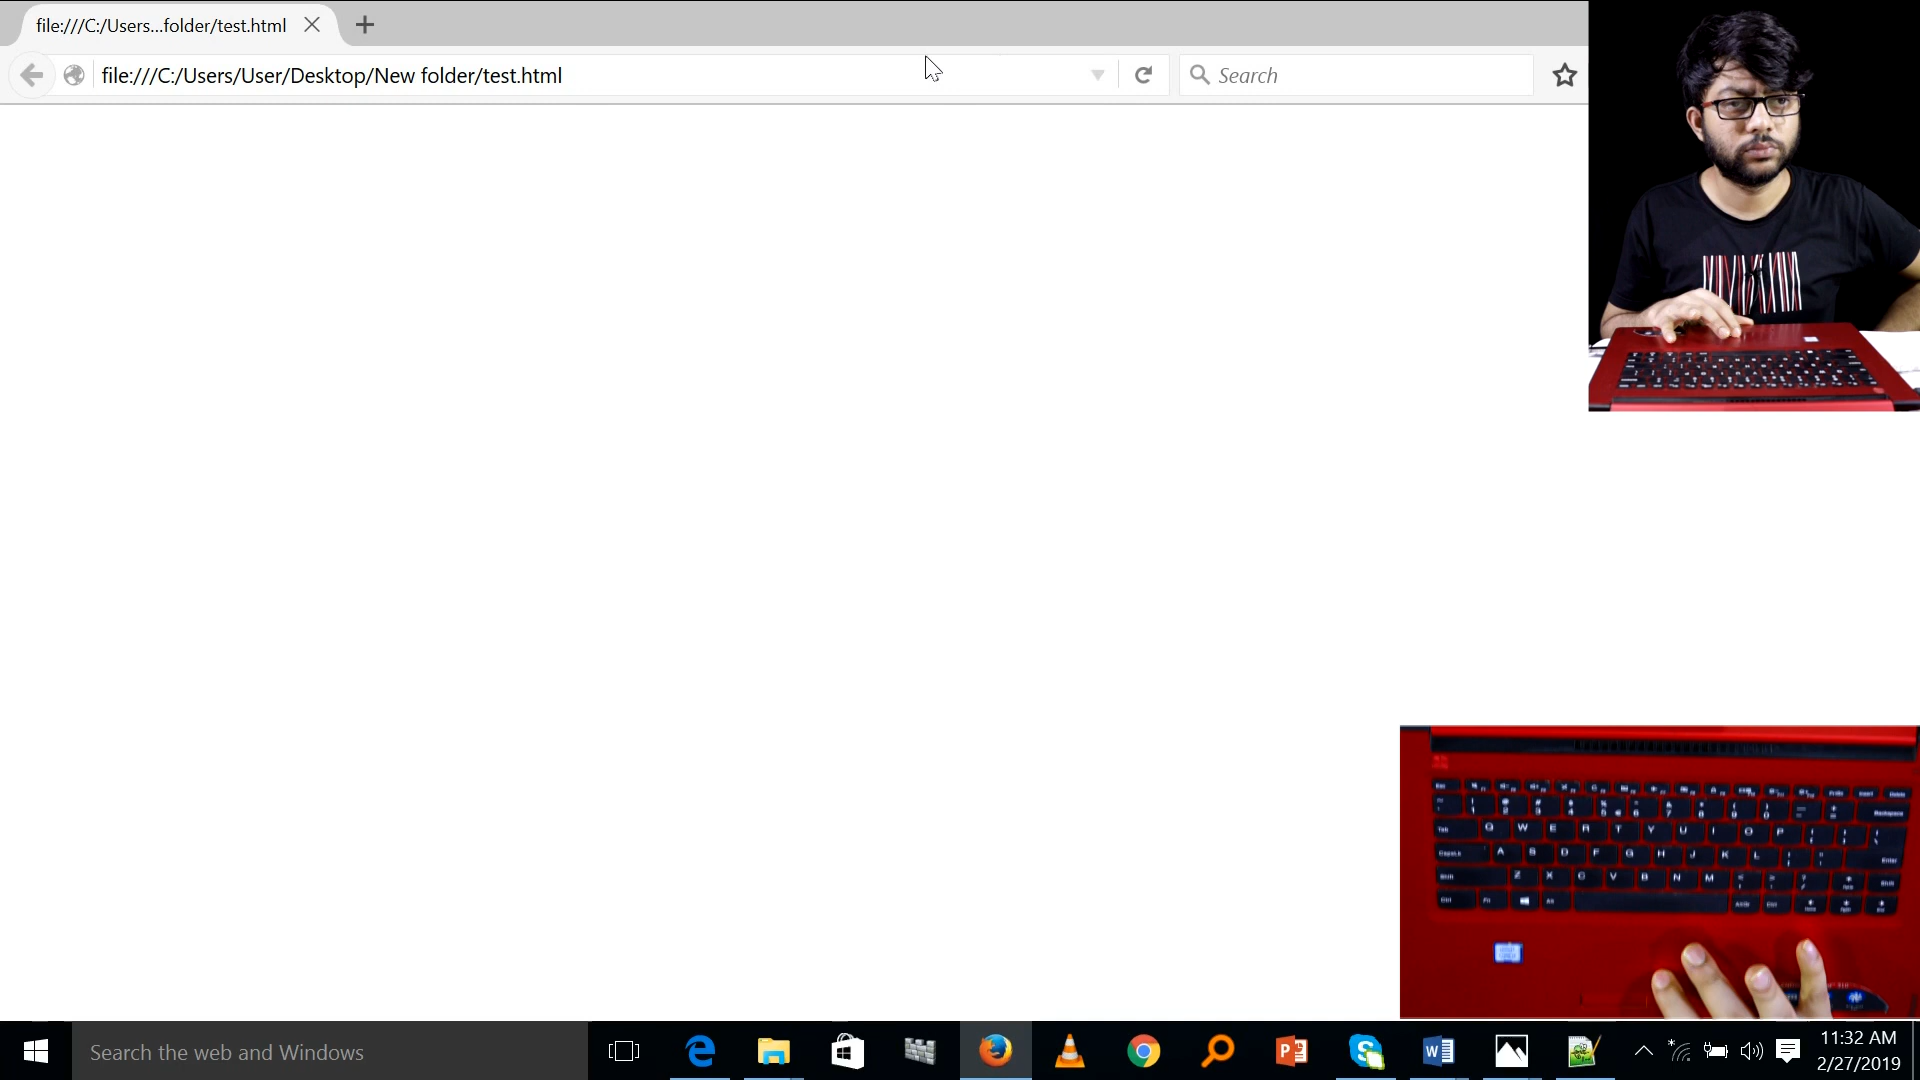 file:///C:/Users...folder/test.html
file:///C:/Users/User/Desktop/New folder/test.html
Search
Q W E R T Y U I O P
A S D F G H J K L
Z X C V B N M
Search the web and Windows
11:32 AM
2/27/2019